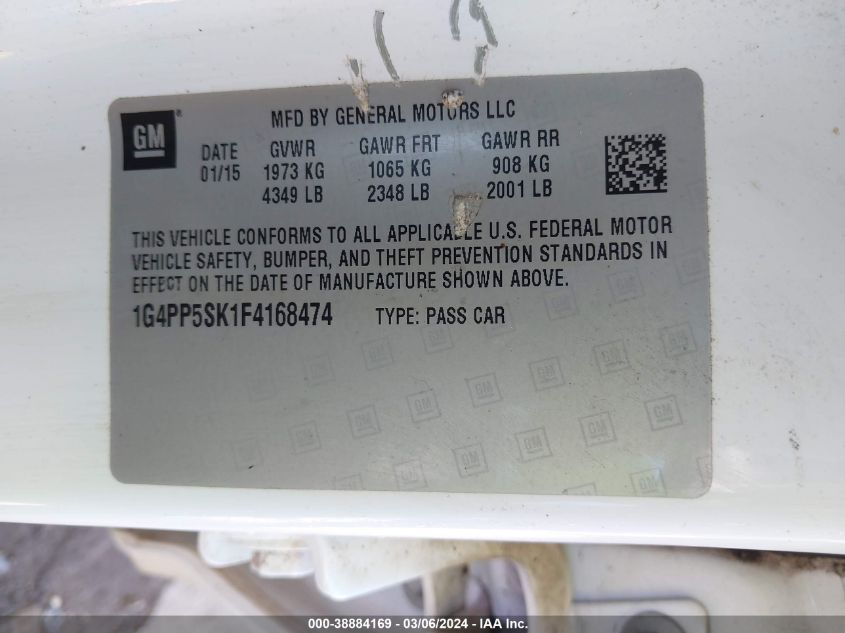 MFD BY GENERAL MOTORS LLC
GM ®
DATE GVWR GAWR FRT GAWR RR
01/15 1973 KG 1065 KG 908 KG
4349 LB 2348 LB 2001 LB
THIS VEHICLE CONFORMS TO ALL APPLICABLE U.S. FEDERAL MOTOR
VEHICLE SAFETY, BUMPER, AND THEFT PREVENTION STANDARDS IN
EFFECT ON THE DATE OF MANUFACTURE SHOWN ABOVE.
1G4PP5SK1F4168474 TYPE: PASS CAR
000-38884169 - 03/06/2024 - IAA Inc.